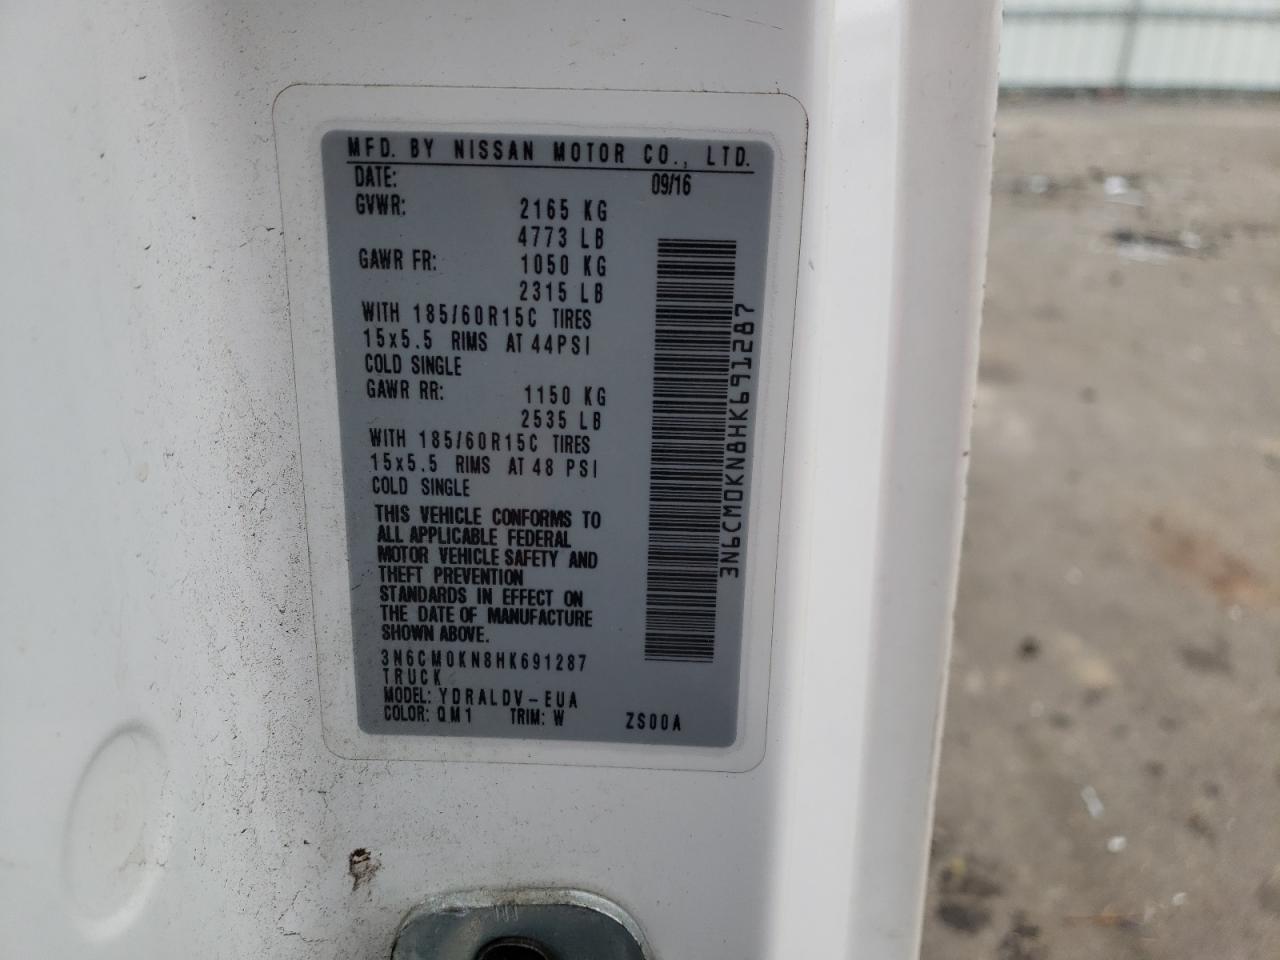 MFD. BY NISSAN MOTOR CO., LTD.
DATE: 09/16
GVWR: 2165 KG
4773 LB
GAWR FR: 1050 KG
2315 LB
WITH 185/60R15C TIRES
15x5.5 RIMS AT 44PSI
COLD SINGLE
GAWR RR: 1150 KG
2535 LB
WITH 185/60R15C TIRES
15x5.5 RIMS AT 48 PSI
COLD SINGLE
THIS VEHICLE CONFORMS TO
ALL APPLICABLE FEDERAL
MOTOR VEHICLE SAFETY AND
THEFT PREVENTION
STANDARDS IN EFFECT ON
THE DATE OF MANUFACTURE
SHOWN ABOVE.
3N6CM0KN8HK691287
TRUCK
MODEL: YDRALDV-EUA
COLOR: QM1 TRIM: W ZS00A
3N6CM0KN8HK691287